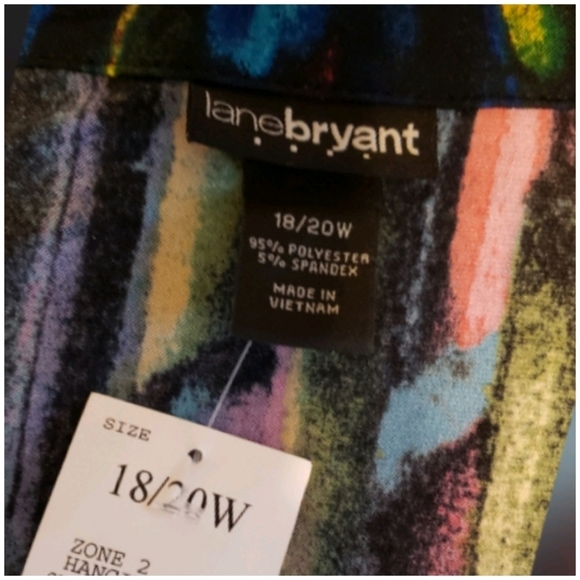 lanebryant
18/20W
95% POLYESTER
5% SPANDEX
MADE IN
VIETNAM
SIZE
18/20W
ZONE 2